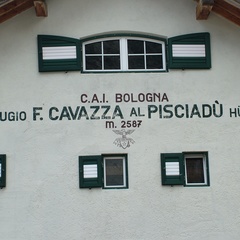 C.A.I. BOLOGNA
UGIO F. CAVAZZA AL PISCIADÙ HÜ
m. 2587